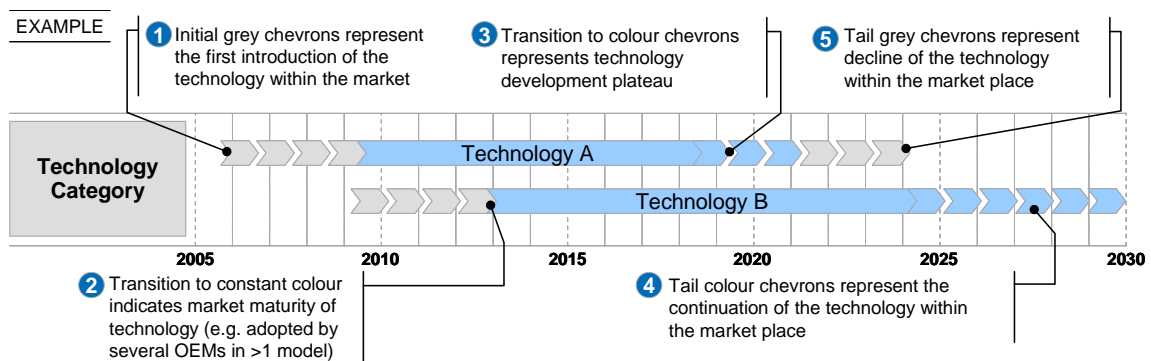 EXAMPLE
1 Initial grey chevrons represent
the first introduction of the
technology within the market
3 Transition to colour chevrons
represents technology
development plateau
5 Tail grey chevrons represent
decline of the technology
within the market place
Technology
Category
Technology A
Technology B
2005 2010 2015 2020 2025 2030
2 Transition to constant colour
indicates market maturity of
technology (e.g. adopted by
several OEMs in >1 model)
4 Tail colour chevrons represent the
continuation of the technology within
the market place